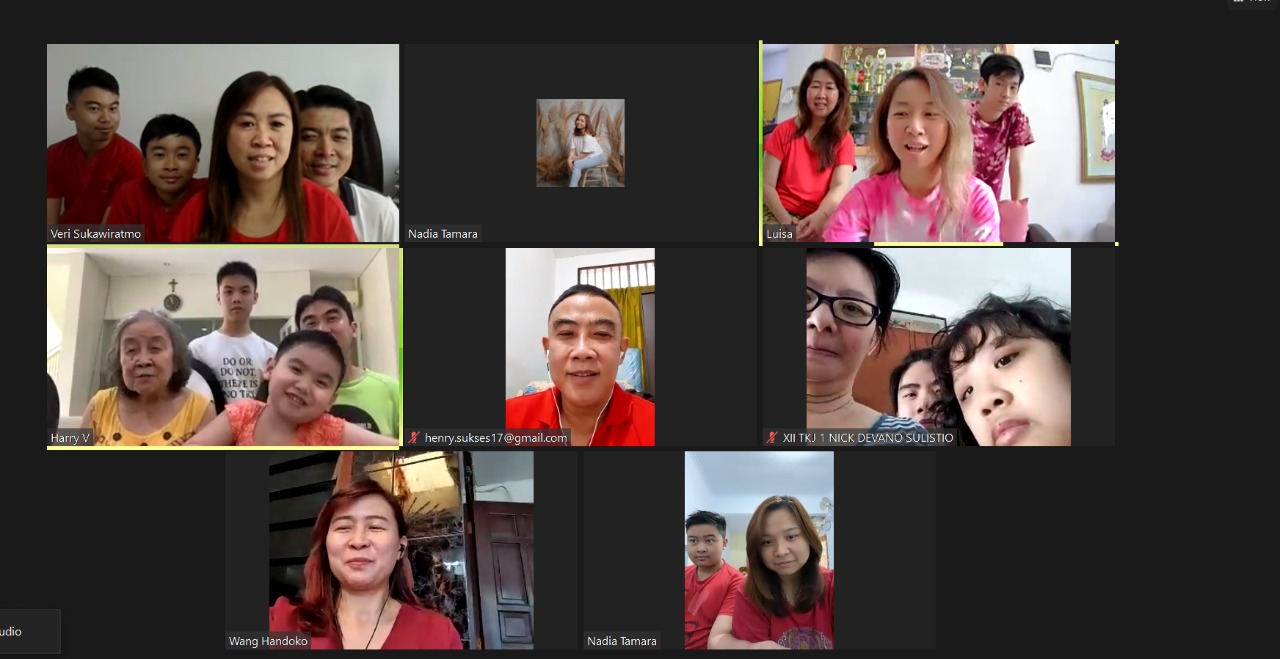 Veri Sukawiratmo
Nadia Tamara
Luisa
DO OR
DO NOT.
THERE IS
NO TRY
Harry V
henry.sukses17@gmail.com
XII TKJ 1 NICK DEVANO SULISTIO
Wang Handoko
Nadia Tamara
udio